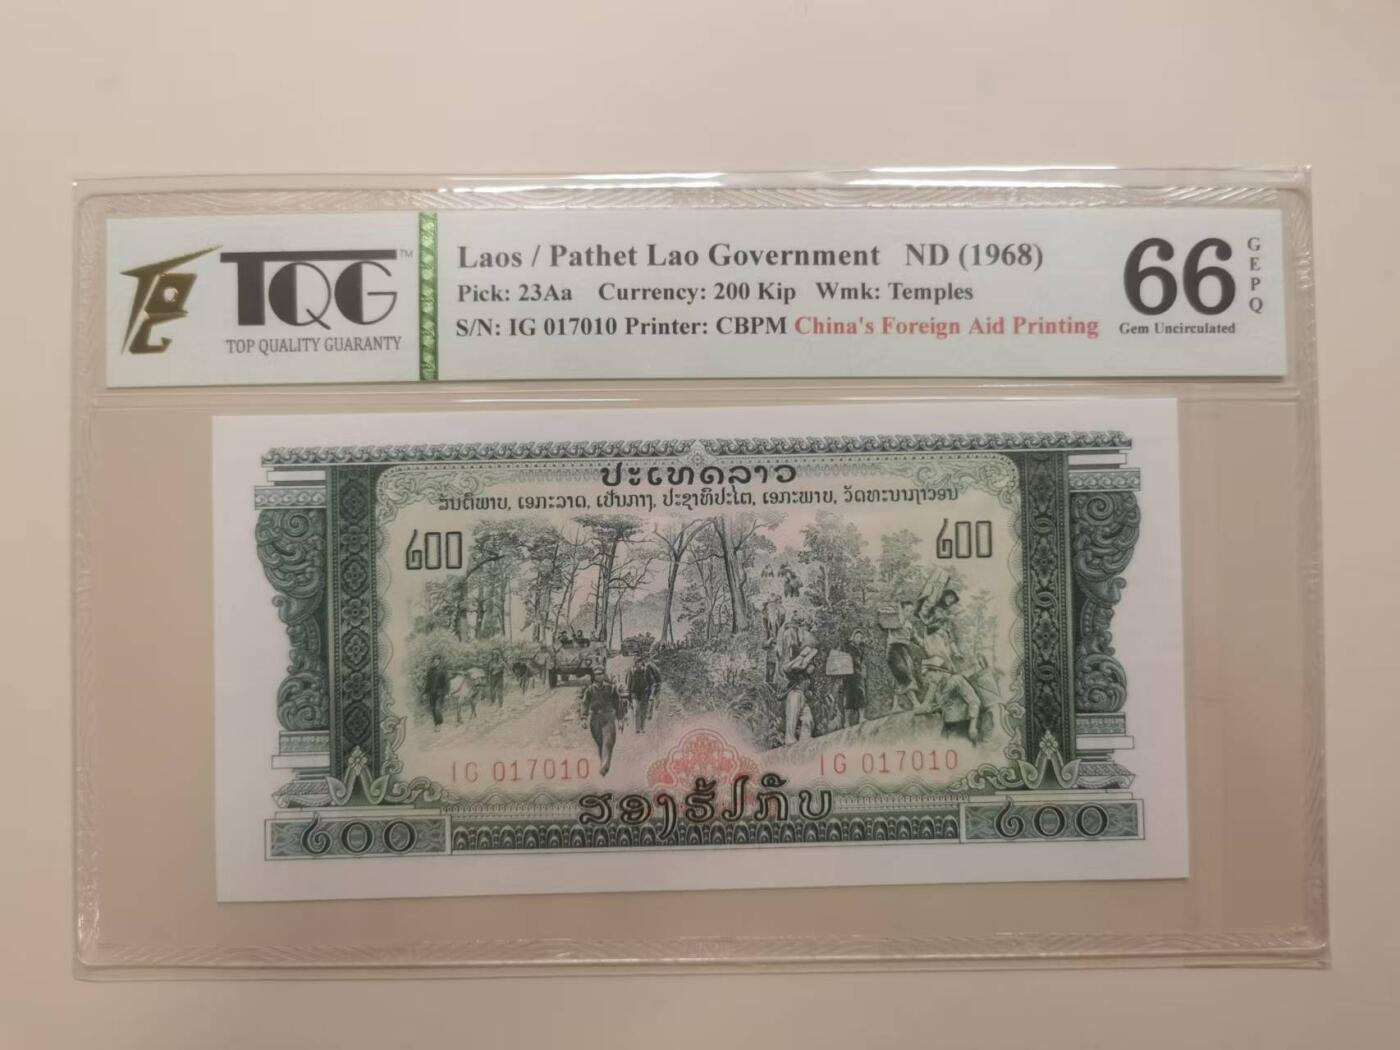 TQG™
TOP QUALITY GUARANTY
Laos / Pathet Lao Government ND (1968)
Pick: 23Aa Currency: 200 Kip Wmk: Temples
S/N: IG 017010 Printer: CBPM China's Foreign Aid Printing
66
Gem Uncirculated
GEPQ
ປະເທດລາວ
ສັນຕິພາບ, ເອກະລາດ, ເປັນກາງ, ປະຊາທິປະໄຕ, ເອກະພາບ, ວັດທະນາຖາວອນ
໒໐໐ ໒໐໐
IG 017010 IG 017010
ສອງຮ້ອຍກີບ
໒໐໐ ໒໐໐